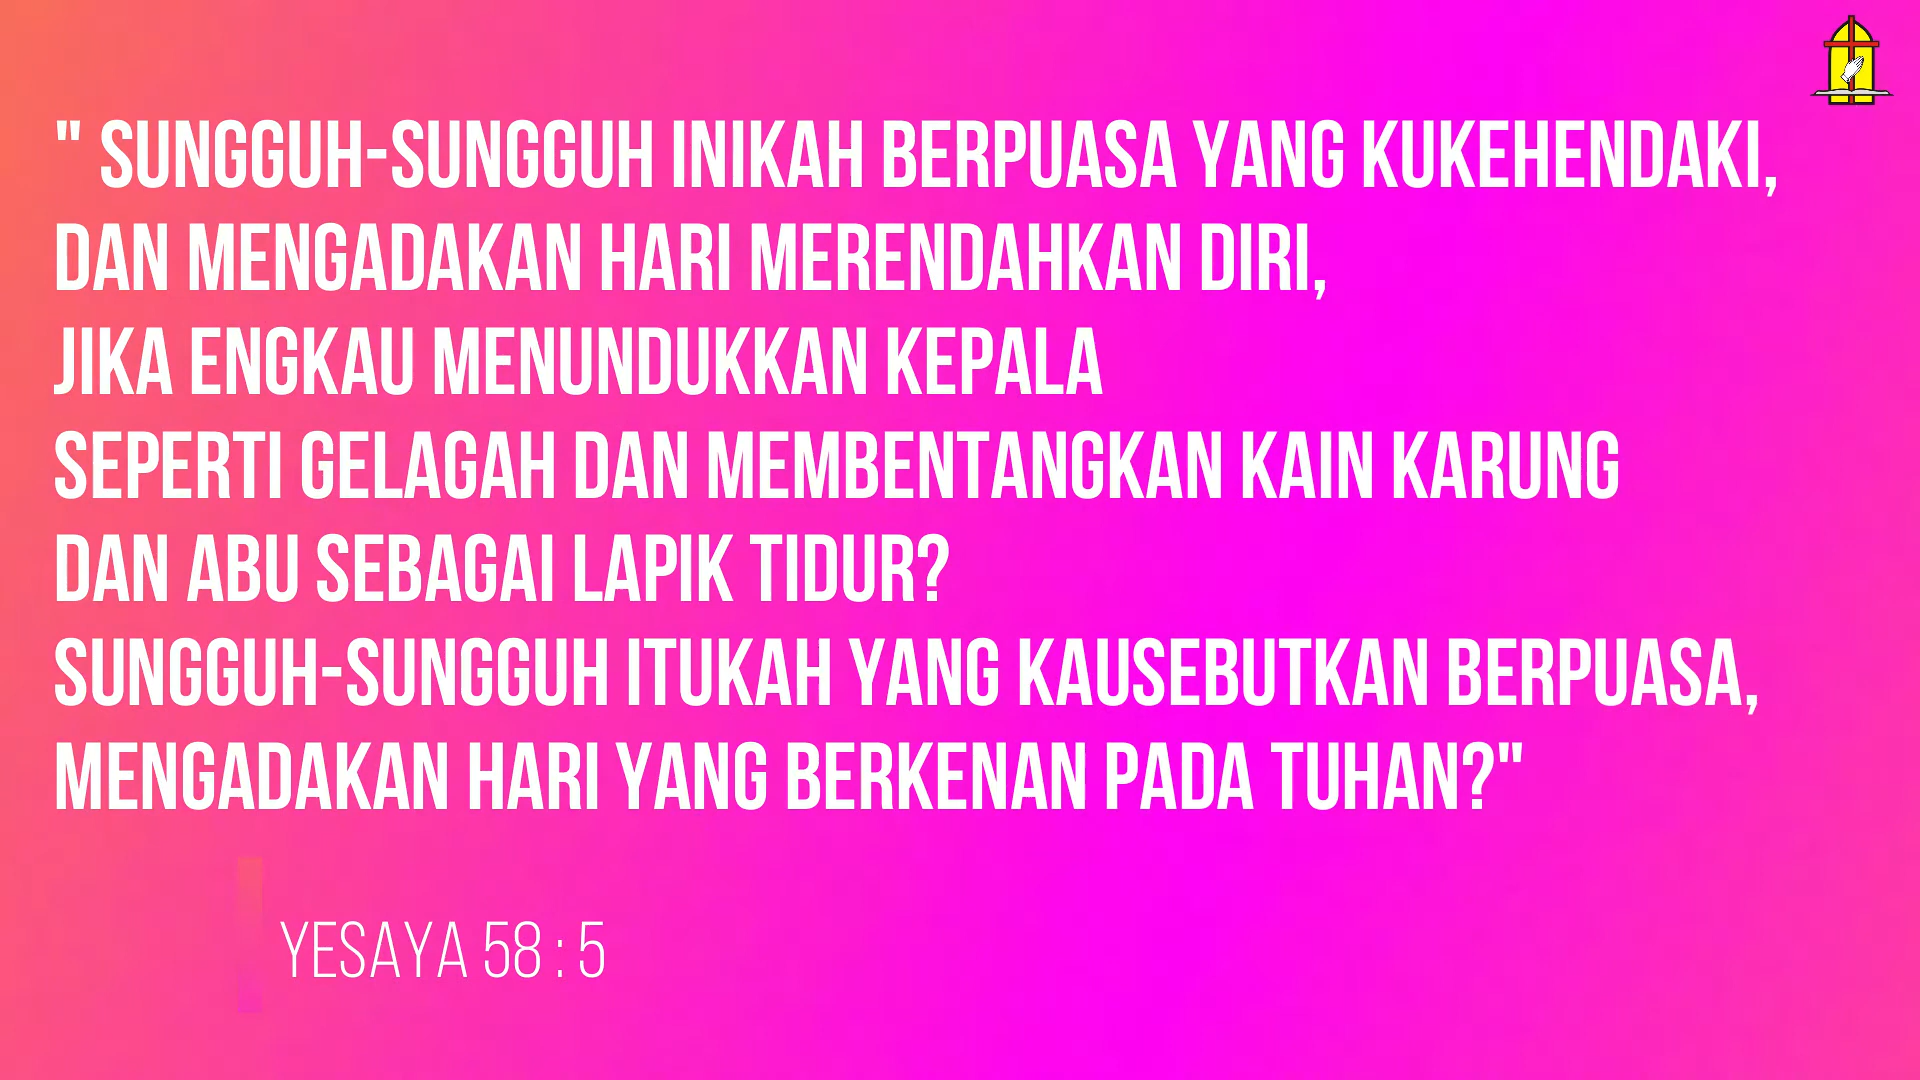 " SUNGGUH-SUNGGUH INIKAH BERPUASA YANG KUKEHENDAKI,
DAN MENGADAKAN HARI MERENDAHKAN DIRI,
JIKA ENGKAU MENUNDUKKAN KEPALA
SEPERTI GELAGAH DAN MEMBENTANGKAN KAIN KARUNG
DAN ABU SEBAGAI LAPIK TIDUR?
SUNGGUH-SUNGGUH ITUKAH YANG KAUSEBUTKAN BERPUASA,
MENGADAKAN HARI YANG BERKENAN PADA TUHAN?"
YESAYA 58 : 5